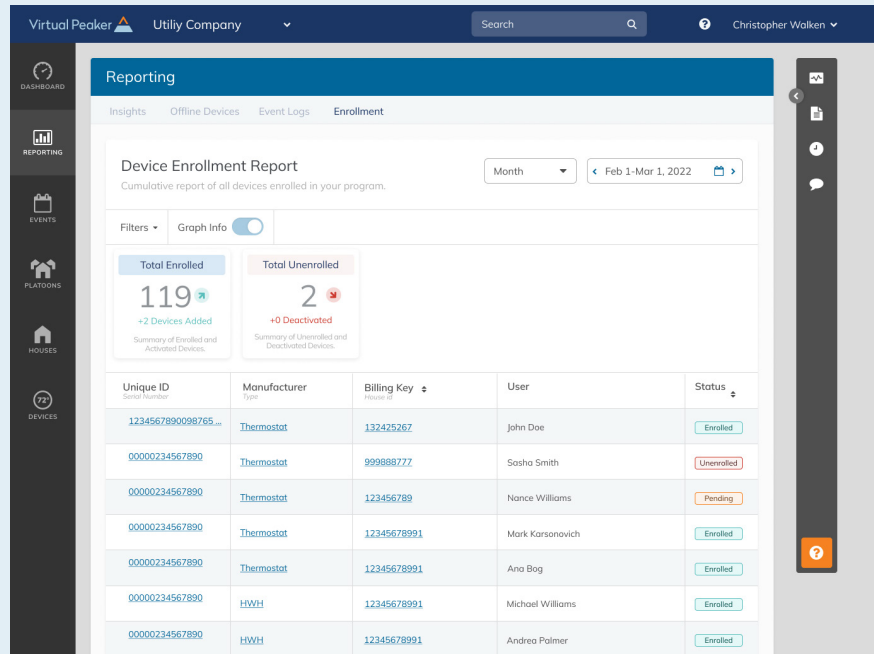 Virtual Peaker Utiliy Company Search Christopher Walken
DASHBOARD
REPORTING
EVENTS
PLATOONS
HOUSES
72°
DEVICES
Reporting
Insights Offline Devices Event Logs Enrollment
Device Enrollment Report
Cumulative report of all devices enrolled in your program.
Month Feb 1-Mar 1, 2022
Filters Graph Info
Total Enrolled
119
+2 Devices Added
Summary of Enrolled and
Activated Devices.
Total Unenrolled
2
+0 Deactivated
Summary of Unenrolled and
Deactivated Devices.
Unique ID Manufacturer Billing Key User Status
Serial Number Type House id
1234567890098765 ... Thermostat 132425267 John Doe Enrolled
00000234567890 Thermostat 999888777 Sasha Smith Unenrolled
00000234567890 Thermostat 123456789 Nance Williams Pending
00000234567890 Thermostat 12345678991 Mark Karsonovich Enrolled
00000234567890 Thermostat 12345678991 Ana Bog Enrolled
00000234567890 HWH 12345678991 Michael Williams Enrolled
00000234567890 HWH 12345678991 Andrea Palmer Enrolled